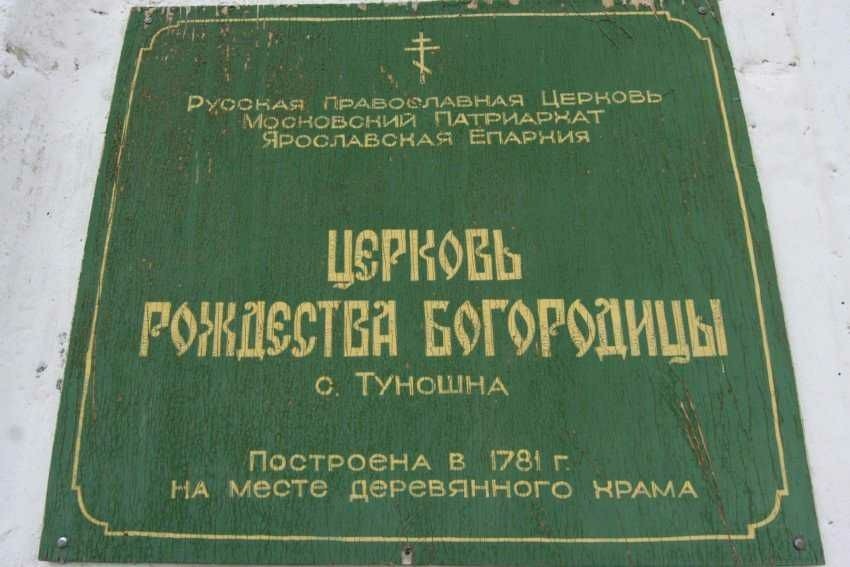 Русская Православная Церковь
Московский Патриархат
Ярославская Епархия
ЦЕРКОВЬ
РОЖДЕСТВА БОГОРОДИЦЫ
с. Туношна
Построена в 1781 г.
на месте деревянного храма